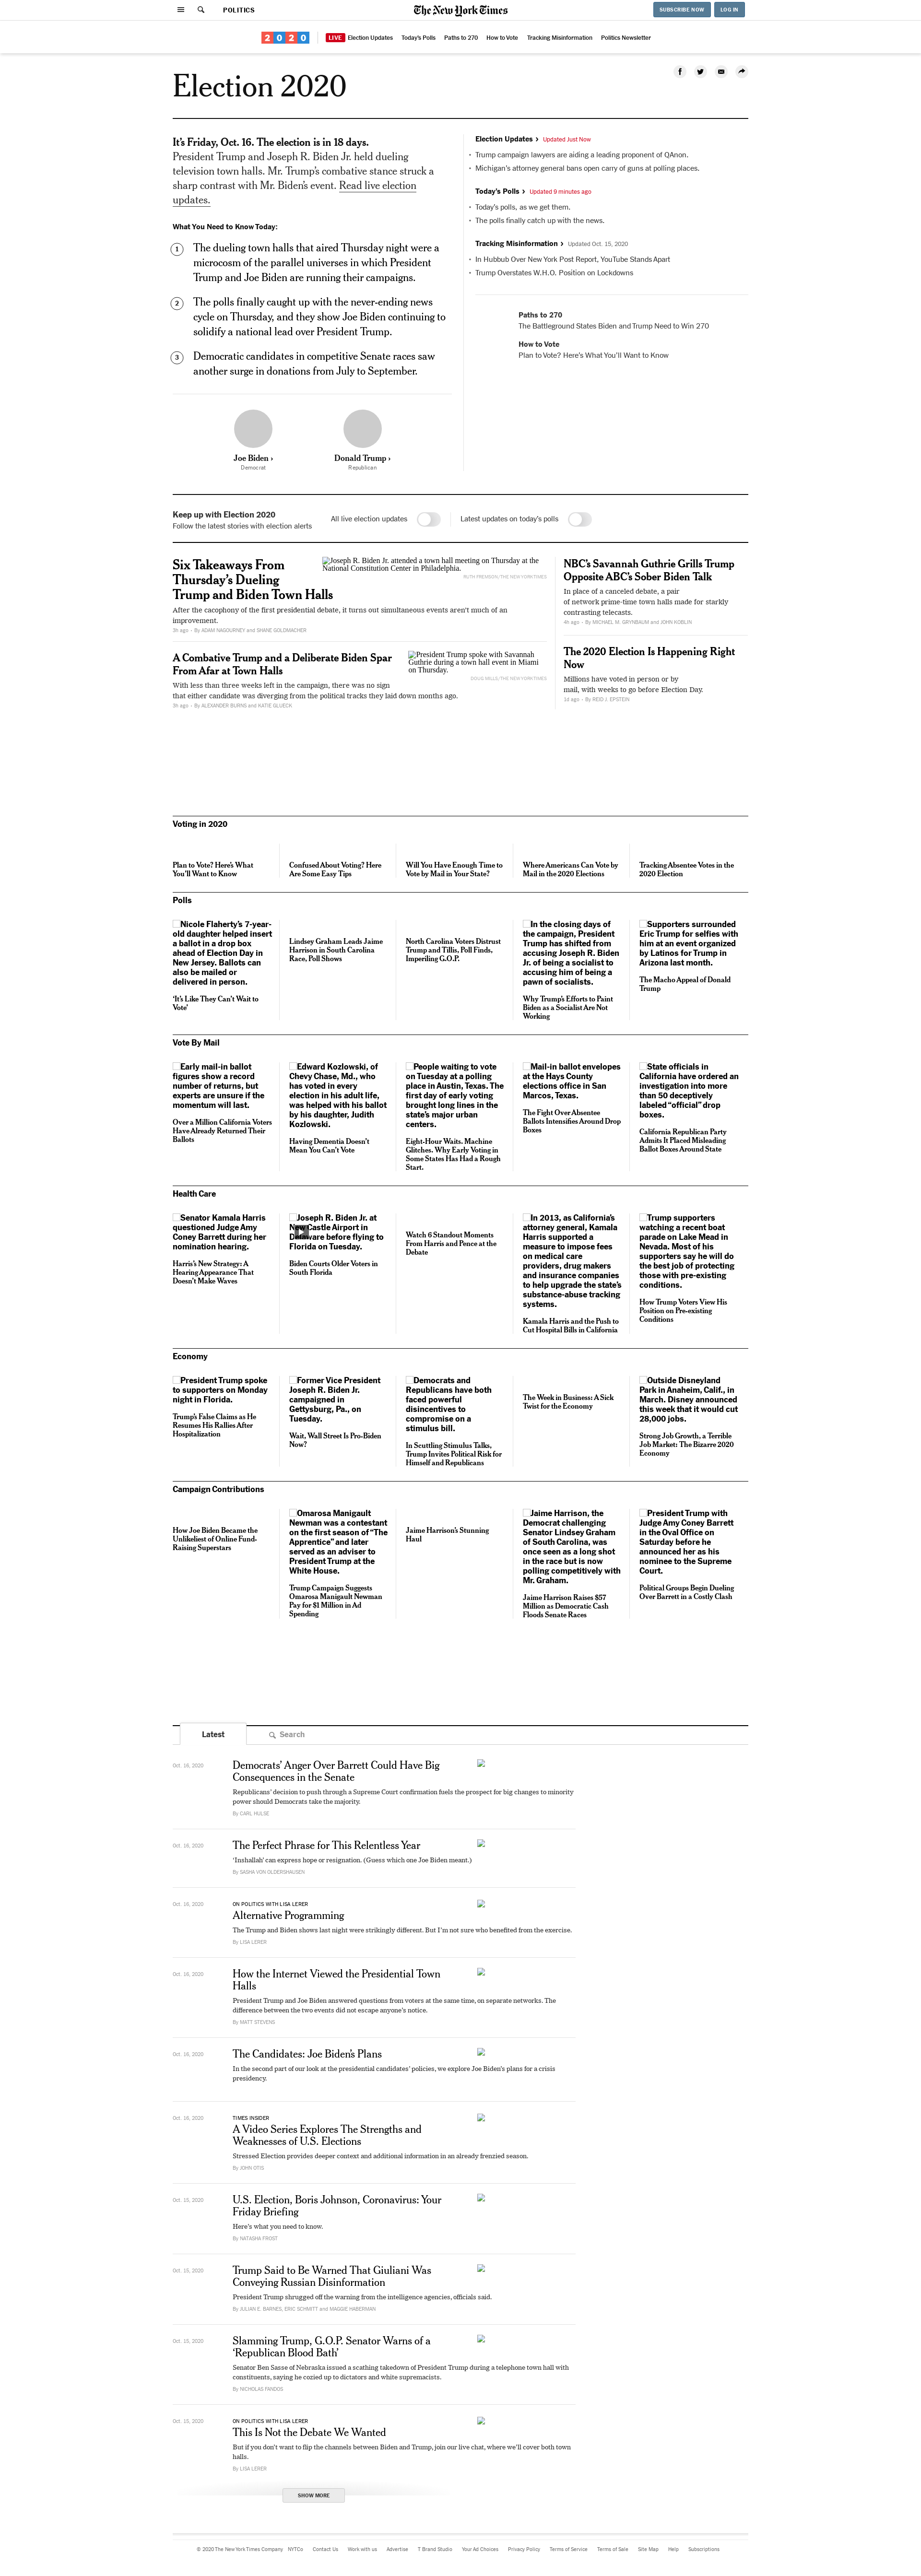 POLITICS
The New York Times
SUBSCRIBE NOW
LOG IN
2020
LIVE Election Updates
Today's Polls
Paths to 270
How to Vote
Tracking Misinformation
Politics Newsletter
Election 2020
It's Friday, Oct. 16. The election is in 18 days.
President Trump and Joseph R. Biden Jr. held dueling
television town halls. Mr. Trump's combative stance struck a
sharp contrast with Mr. Biden's event. Read live election
updates.
What You Need to Know Today:
1
The dueling town halls that aired Thursday night were a
microcosm of the parallel universes in which President
Trump and Joe Biden are running their campaigns.
2
The polls finally caught up with the never-ending news
cycle on Thursday, and they show Joe Biden continuing to
solidify a national lead over President Trump.
3
Democratic candidates in competitive Senate races saw
another surge in donations from July to September.
Joe Biden ›
Democrat
Donald Trump ›
Republican
Election Updates › Updated Just Now
• Trump campaign lawyers are aiding a leading proponent of QAnon.
• Michigan's attorney general bans open carry of guns at polling places.
Today's Polls › Updated 9 minutes ago
• Today's polls, as we get them.
• The polls finally catch up with the news.
Tracking Misinformation › Updated Oct. 15, 2020
• In Hubbub Over New York Post Report, YouTube Stands Apart
• Trump Overstates W.H.O. Position on Lockdowns
Paths to 270
The Battleground States Biden and Trump Need to Win 270
How to Vote
Plan to Vote? Here's What You'll Want to Know
Keep up with Election 2020
Follow the latest stories with election alerts
All live election updates
Latest updates on today's polls
Six Takeaways From
Thursday's Dueling
Trump and Biden Town Halls
Joseph R. Biden Jr. attended a town hall meeting on Thursday at the
National Constitution Center in Philadelphia.
RUTH FREMSON/THE NEW YORK TIMES
After the cacophony of the first presidential debate, it turns out simultaneous events aren't much of an
improvement.
3h ago · By ADAM NAGOURNEY and SHANE GOLDMACHER
A Combative Trump and a Deliberate Biden Spar
From Afar at Town Halls
President Trump spoke with Savannah
Guthrie during a town hall event in Miami
on Thursday.
DOUG MILLS/THE NEW YORK TIMES
With less than three weeks left in the campaign, there was no sign
that either candidate was diverging from the political tracks they laid down months ago.
3h ago · By ALEXANDER BURNS and KATIE GLUECK
NBC's Savannah Guthrie Grills Trump
Opposite ABC's Sober Biden Talk
In place of a canceled debate, a pair
of network prime-time town halls made for starkly
contrasting telecasts.
4h ago · By MICHAEL M. GRYNBAUM and JOHN KOBLIN
The 2020 Election Is Happening Right
Now
Millions have voted in person or by
mail, with weeks to go before Election Day.
1d ago · By REID J. EPSTEIN
Voting in 2020
Plan to Vote? Here's What
You'll Want to Know
Confused About Voting? Here
Are Some Easy Tips
Will You Have Enough Time to
Vote by Mail in Your State?
Where Americans Can Vote by
Mail in the 2020 Elections
Tracking Absentee Votes in the
2020 Election
Polls
Nicole Flaherty's 7-year-
old daughter helped insert
a ballot in a drop box
ahead of Election Day in
New Jersey. Ballots can
also be mailed or
delivered in person.
'It's Like They Can't Wait to
Vote'
Lindsey Graham Leads Jaime
Harrison in South Carolina
Race, Poll Shows
North Carolina Voters Distrust
Trump and Tillis, Poll Finds,
Imperiling G.O.P.
In the closing days of
the campaign, President
Trump has shifted from
accusing Joseph R. Biden
Jr. of being a socialist to
accusing him of being a
pawn of socialists.
Why Trump's Efforts to Paint
Biden as a Socialist Are Not
Working
Supporters surrounded
Eric Trump for selfies with
him at an event organized
by Latinos for Trump in
Arizona last month.
The Macho Appeal of Donald
Trump
Vote By Mail
Early mail-in ballot
figures show a record
number of returns, but
experts are unsure if the
momentum will last.
Over a Million California Voters
Have Already Returned Their
Ballots
Edward Kozlowski, of
Chevy Chase, Md., who
has voted in every
election in his adult life,
was helped with his ballot
by his daughter, Judith
Kozlowski.
Having Dementia Doesn't
Mean You Can't Vote
People waiting to vote
on Tuesday at a polling
place in Austin, Texas. The
first day of early voting
brought long lines in the
state's major urban
centers.
Eight-Hour Waits. Machine
Glitches. Why Early Voting in
Some States Has Had a Rough
Start.
Mail-in ballot envelopes
at the Hays County
elections office in San
Marcos, Texas.
The Fight Over Absentee
Ballots Intensifies Around Drop
Boxes
State officials in
California have ordered an
investigation into more
than 50 deceptively
labeled “official” drop
boxes.
California Republican Party
Admits It Placed Misleading
Ballot Boxes Around State
Health Care
Senator Kamala Harris
questioned Judge Amy
Coney Barrett during her
nomination hearing.
Harris's New Strategy: A
Hearing Appearance That
Doesn't Make Waves
Joseph R. Biden Jr. at
New Castle Airport in
Delaware before flying to
Florida on Tuesday.
Biden Courts Older Voters in
South Florida
Watch 6 Standout Moments
From Harris and Pence at the
Debate
In 2013, as California's
attorney general, Kamala
Harris supported a
measure to impose fees
on medical care
providers, drug makers
and insurance companies
to help upgrade the state's
substance-abuse tracking
systems.
Kamala Harris and the Push to
Cut Hospital Bills in California
Trump supporters
watching a recent boat
parade on Lake Mead in
Nevada. Most of his
supporters say he will do
the best job of protecting
those with pre-existing
conditions.
How Trump Voters View His
Position on Pre-existing
Conditions
Economy
President Trump spoke
to supporters on Monday
night in Florida.
Trump's False Claims as He
Resumes His Rallies After
Hospitalization
Former Vice President
Joseph R. Biden Jr.
campaigned in
Gettysburg, Pa., on
Tuesday.
Wait, Wall Street Is Pro-Biden
Now?
Democrats and
Republicans have both
faced powerful
disincentives to
compromise on a
stimulus bill.
In Scuttling Stimulus Talks,
Trump Invites Political Risk for
Himself and Republicans
The Week in Business: A Sick
Twist for the Economy
Outside Disneyland
Park in Anaheim, Calif., in
March. Disney announced
this week that it would cut
28,000 jobs.
Strong Job Growth, a Terrible
Job Market: The Bizarre 2020
Economy
Campaign Contributions
How Joe Biden Became the
Unlikeliest of Online Fund-
Raising Superstars
Omarosa Manigault
Newman was a contestant
on the first season of “The
Apprentice” and later
served as an adviser to
President Trump at the
White House.
Trump Campaign Suggests
Omarosa Manigault Newman
Pay for $1 Million in Ad
Spending
Jaime Harrison's Stunning
Haul
Jaime Harrison, the
Democrat challenging
Senator Lindsey Graham
of South Carolina, was
once seen as a long shot
in the race but is now
polling competitively with
Mr. Graham.
Jaime Harrison Raises $57
Million as Democratic Cash
Floods Senate Races
President Trump with
Judge Amy Coney Barrett
in the Oval Office on
Saturday before he
announced her as his
nominee to the Supreme
Court.
Political Groups Begin Dueling
Over Barrett in a Costly Clash
Latest
Search
Oct. 16, 2020
Democrats' Anger Over Barrett Could Have Big
Consequences in the Senate
Republicans' decision to push through a Supreme Court confirmation fuels the prospect for big changes to minority
power should Democrats take the majority.
By CARL HULSE
Oct. 16, 2020
The Perfect Phrase for This Relentless Year
'Inshallah' can express hope or resignation. (Guess which one Joe Biden meant.)
By SASHA VON OLDERSHAUSEN
Oct. 16, 2020
ON POLITICS WITH LISA LERER
Alternative Programming
The Trump and Biden shows last night were strikingly different. But I'm not sure who benefited from the exercise.
By LISA LERER
Oct. 16, 2020
How the Internet Viewed the Presidential Town
Halls
President Trump and Joe Biden answered questions from voters at the same time, on separate networks. The
difference between the two events did not escape anyone's notice.
By MATT STEVENS
Oct. 16, 2020
The Candidates: Joe Biden's Plans
In the second part of our look at the presidential candidates' policies, we explore Joe Biden's plans for a crisis
presidency.
Oct. 16, 2020
TIMES INSIDER
A Video Series Explores The Strengths and
Weaknesses of U.S. Elections
Stressed Election provides deeper context and additional information in an already frenzied season.
By JOHN OTIS
Oct. 15, 2020
U.S. Election, Boris Johnson, Coronavirus: Your
Friday Briefing
Here's what you need to know.
By NATASHA FROST
Oct. 15, 2020
Trump Said to Be Warned That Giuliani Was
Conveying Russian Disinformation
President Trump shrugged off the warning from the intelligence agencies, officials said.
By JULIAN E. BARNES, ERIC SCHMITT and MAGGIE HABERMAN
Oct. 15, 2020
Slamming Trump, G.O.P. Senator Warns of a
'Republican Blood Bath'
Senator Ben Sasse of Nebraska issued a scathing takedown of President Trump during a telephone town hall with
constituents, saying he cozied up to dictators and white supremacists.
By NICHOLAS FANDOS
Oct. 15, 2020
ON POLITICS WITH LISA LERER
This Is Not the Debate We Wanted
But if you don't want to flip the channels between Biden and Trump, join our live chat, where we'll cover both town
halls.
By LISA LERER
SHOW MORE
© 2020 The New York Times Company
NYTCo
Contact Us
Work with us
Advertise
T Brand Studio
Your Ad Choices
Privacy Policy
Terms of Service
Terms of Sale
Site Map
Help
Subscriptions